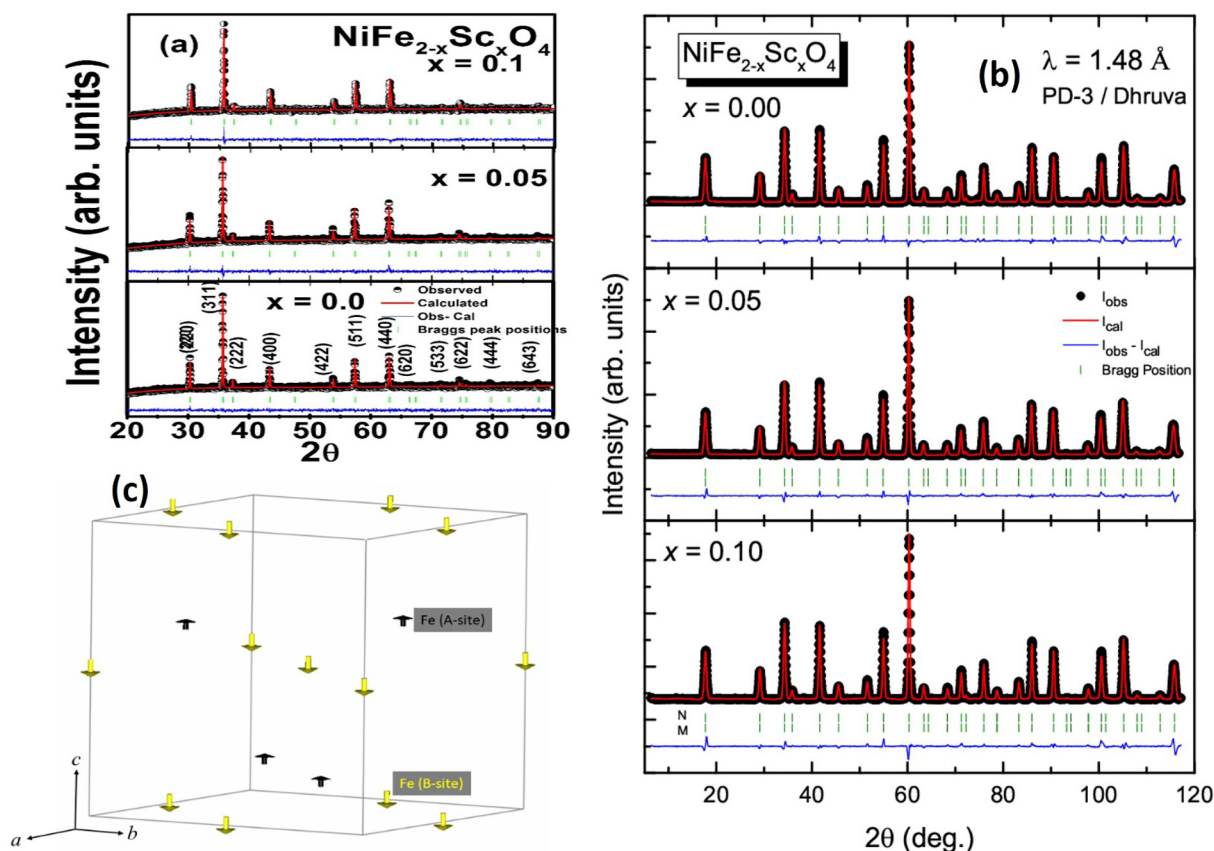 Intensity (arb. units)
(a)
NiFe2-xScxO4
x = 0.1
x = 0.05
x = 0.0
Observed
Calculated
Obs- Cal
Braggs peak positions
(220)
(311)
(222)
(400)
(422)
(511)
(440)
(620)
(533)
(622)
(444)
(643)
20 30 40 50 60 70 80 90
2θ
(b)
NiFe2-xScxO4
λ = 1.48 Å
PD-3 / Dhruva
x = 0.00
x = 0.05
Iobs
Ical
Iobs - Ical
Bragg Position
x = 0.10
N
M
Intensity (arb. units)
20 40 60 80 100 120
2θ (deg.)
(c)
Fe (A-site)
Fe (B-site)
c
a
b